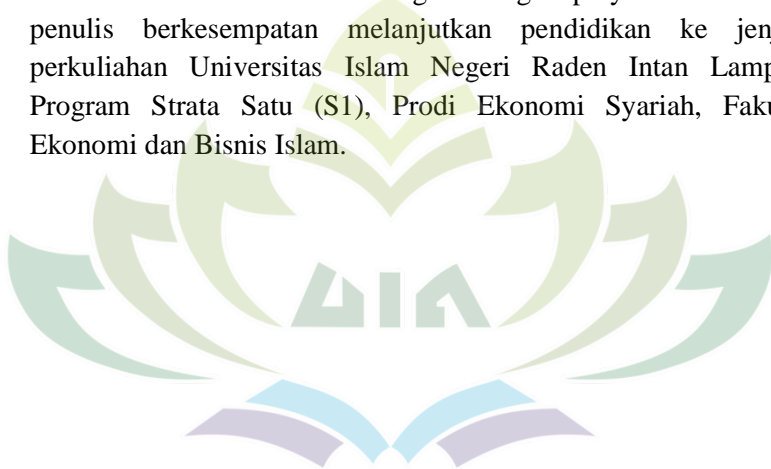 penulis berkesempatan melanjutkan pendidikan ke
perkuliahan Universitas Islam Negeri Raden Intan
Program Strata Satu (S1), Prodi Ekonomi Syariah,
Ekonomi dan Bisnis Islam.
UIN